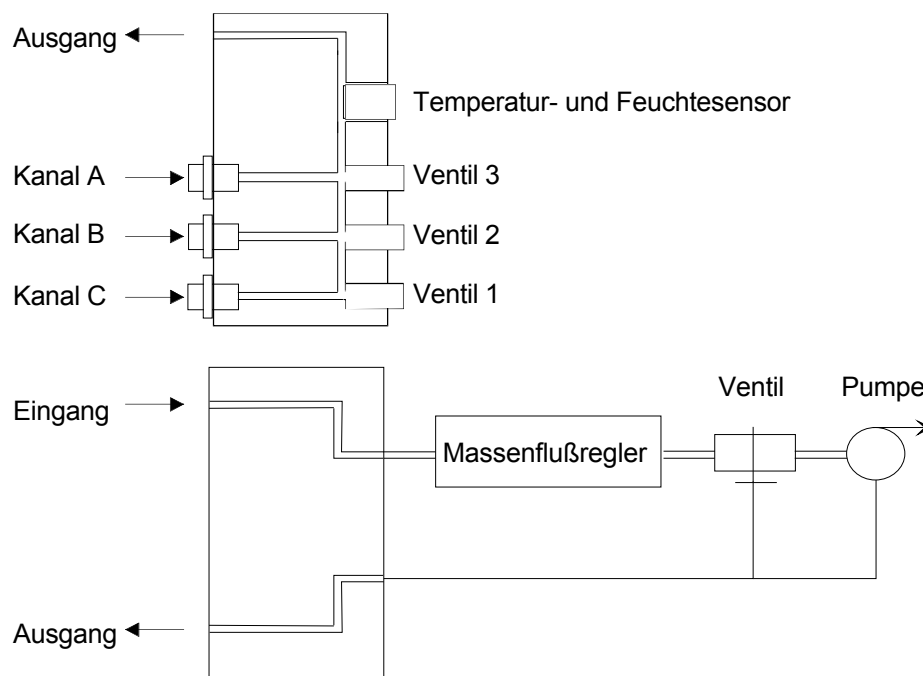 Ausgang
Temperatur- und Feuchtesensor
Kanal A
Ventil 3
Kanal B
Ventil 2
Kanal C
Ventil 1
Eingang
Ventil
Pumpe
Massenflußregler
Ausgang